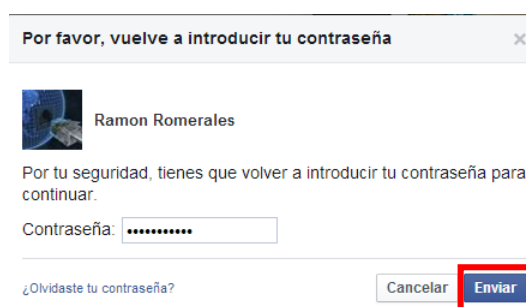 Por favor, vuelve a introducir tu contraseña
Ramon Romerales
Por tu seguridad, tienes que volver a introducir tu contraseña para
continuar.
Contraseña: •••••••••••
¿Olvidaste tu contraseña? Cancelar Enviar